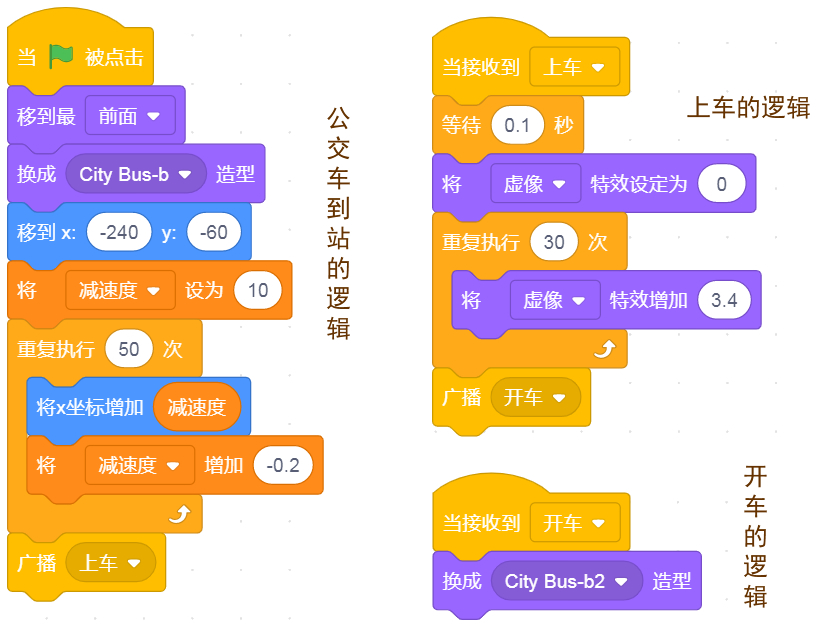 当 被点击
移到最 前面
换成 City Bus-b 造型
移到 x: -240 y: -60
将 减速度 设为 10
重复执行 50 次
将x坐标增加 减速度
将 减速度 增加 -0.2
广播 上车
公交车到站的逻辑
当接收到 上车
等待 0.1 秒
将 虚像 特效设定为 0
重复执行 30 次
将 虚像 特效增加 3.4
广播 开车
上车的逻辑
当接收到 开车
换成 City Bus-b2 造型
开车的逻辑